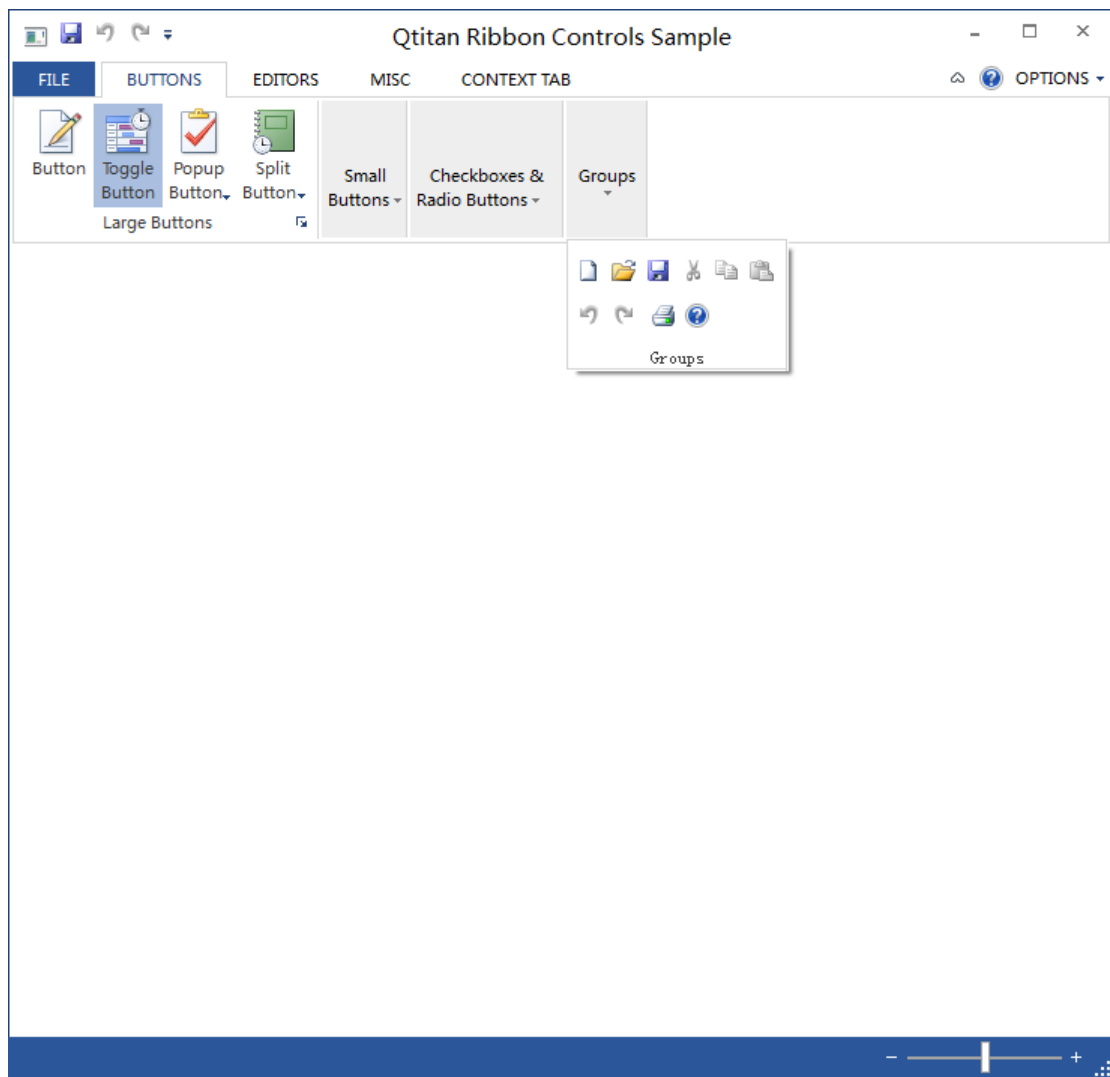 Qtitan Ribbon Controls Sample
FILE BUTTONS EDITORS MISC CONTEXT TAB OPTIONS
Button Toggle Popup Split
Button Button Button
Small Checkboxes & Groups
Buttons Radio Buttons
Large Buttons
Groups